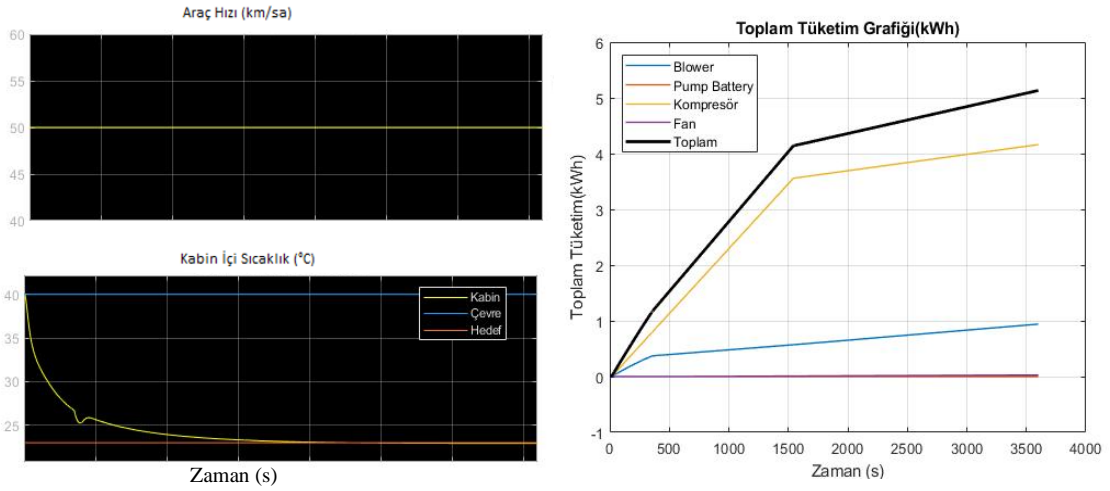 Araç Hızı (km/sa)
60
55
50
45
40
Kabin İçi Sıcaklık (°C)
40
35
30
25
Kabin
Çevre
Hedef
Zaman (s)
Toplam Tüketim Grafiği(kWh)
Toplam Tüketim(kWh)
6
5
4
3
2
1
0
-1
Blower
Pump Battery
Kompresör
Fan
Toplam
0 500 1000 1500 2000 2500 3000 3500 4000
Zaman (s)